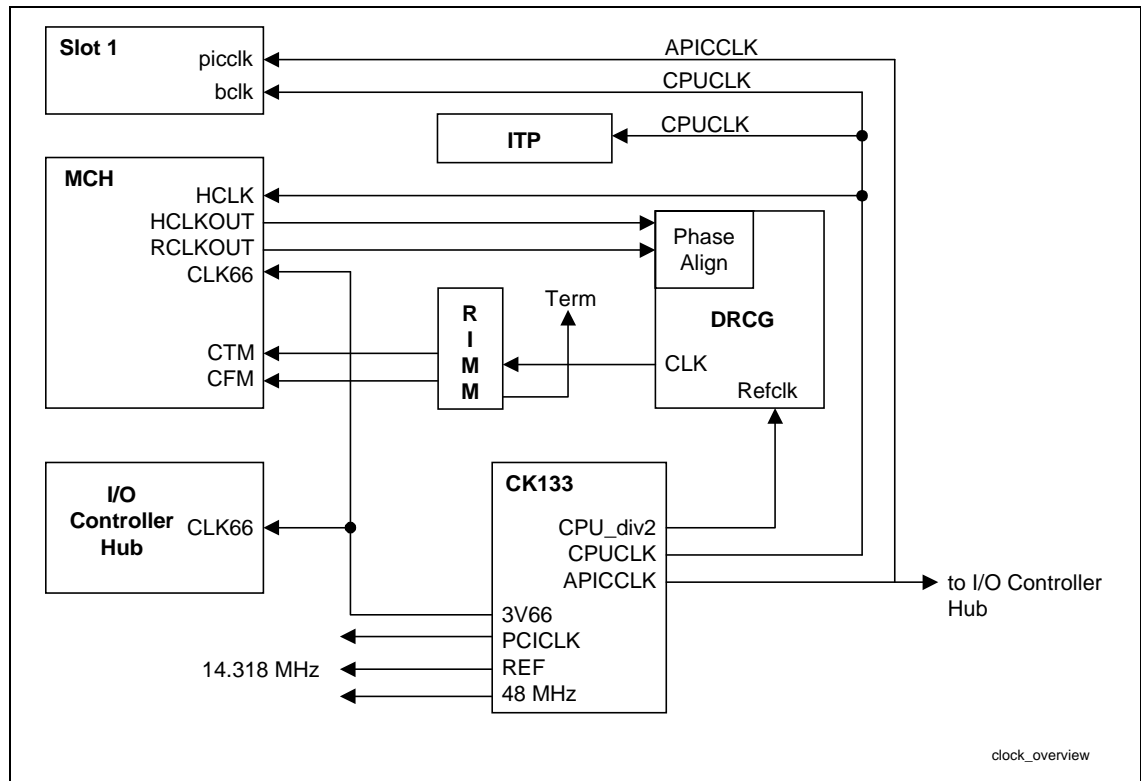 Slot 1
picclk
bclk
APICCLK
CPUCLK
ITP
CPUCLK
MCH
HCLK
HCLKOUT
RCLKOUT
CLK66
CTM
CFM
R
I
M
M
Term
Phase
Align
DRCG
CLK
Refclk
I/O
Controller
Hub
CLK66
CK133
CPU_div2
CPUCLK
APICCLK
3V66
PCICLK
REF
48 MHz
14.318 MHz
to I/O Controller
Hub
clock_overview